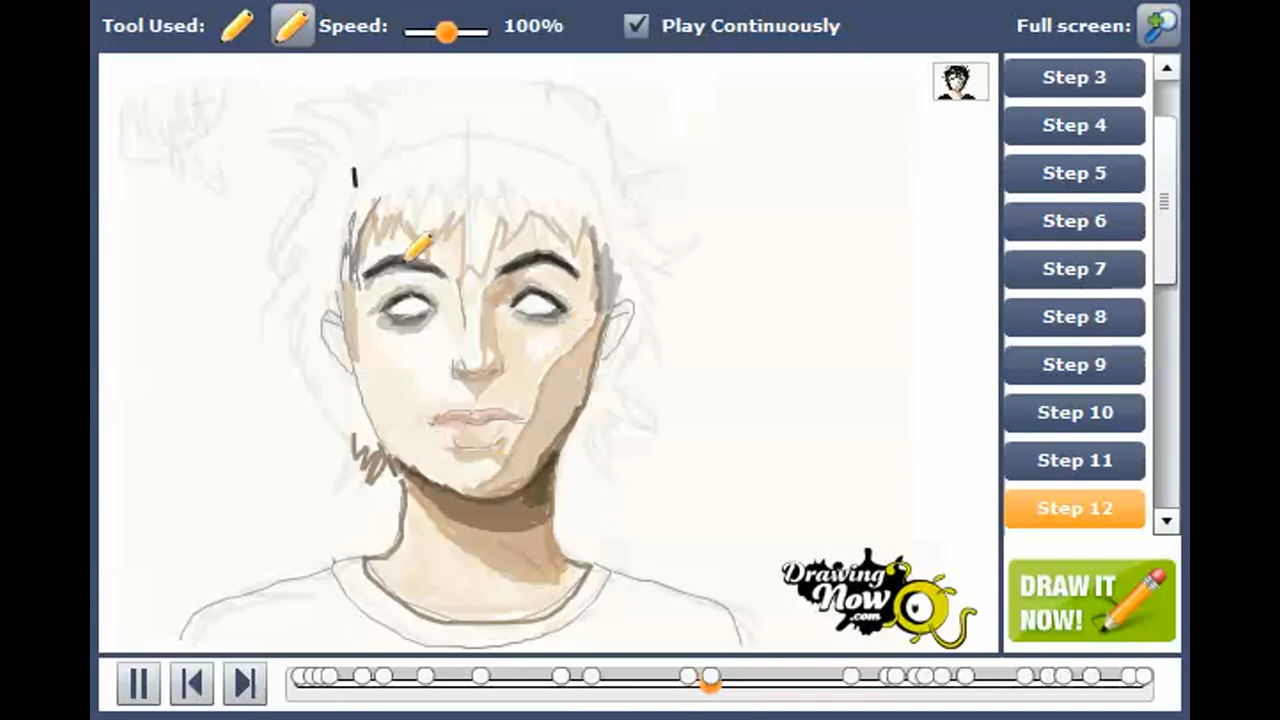 Tool Used:
Speed:
100%
Play Continuously
Full screen:
Step 3
Step 4
Step 5
Step 6
Step 7
Step 8
Step 9
Step 10
Step 11
Step 12
Drawing
Now
.com
DRAW IT
NOW!